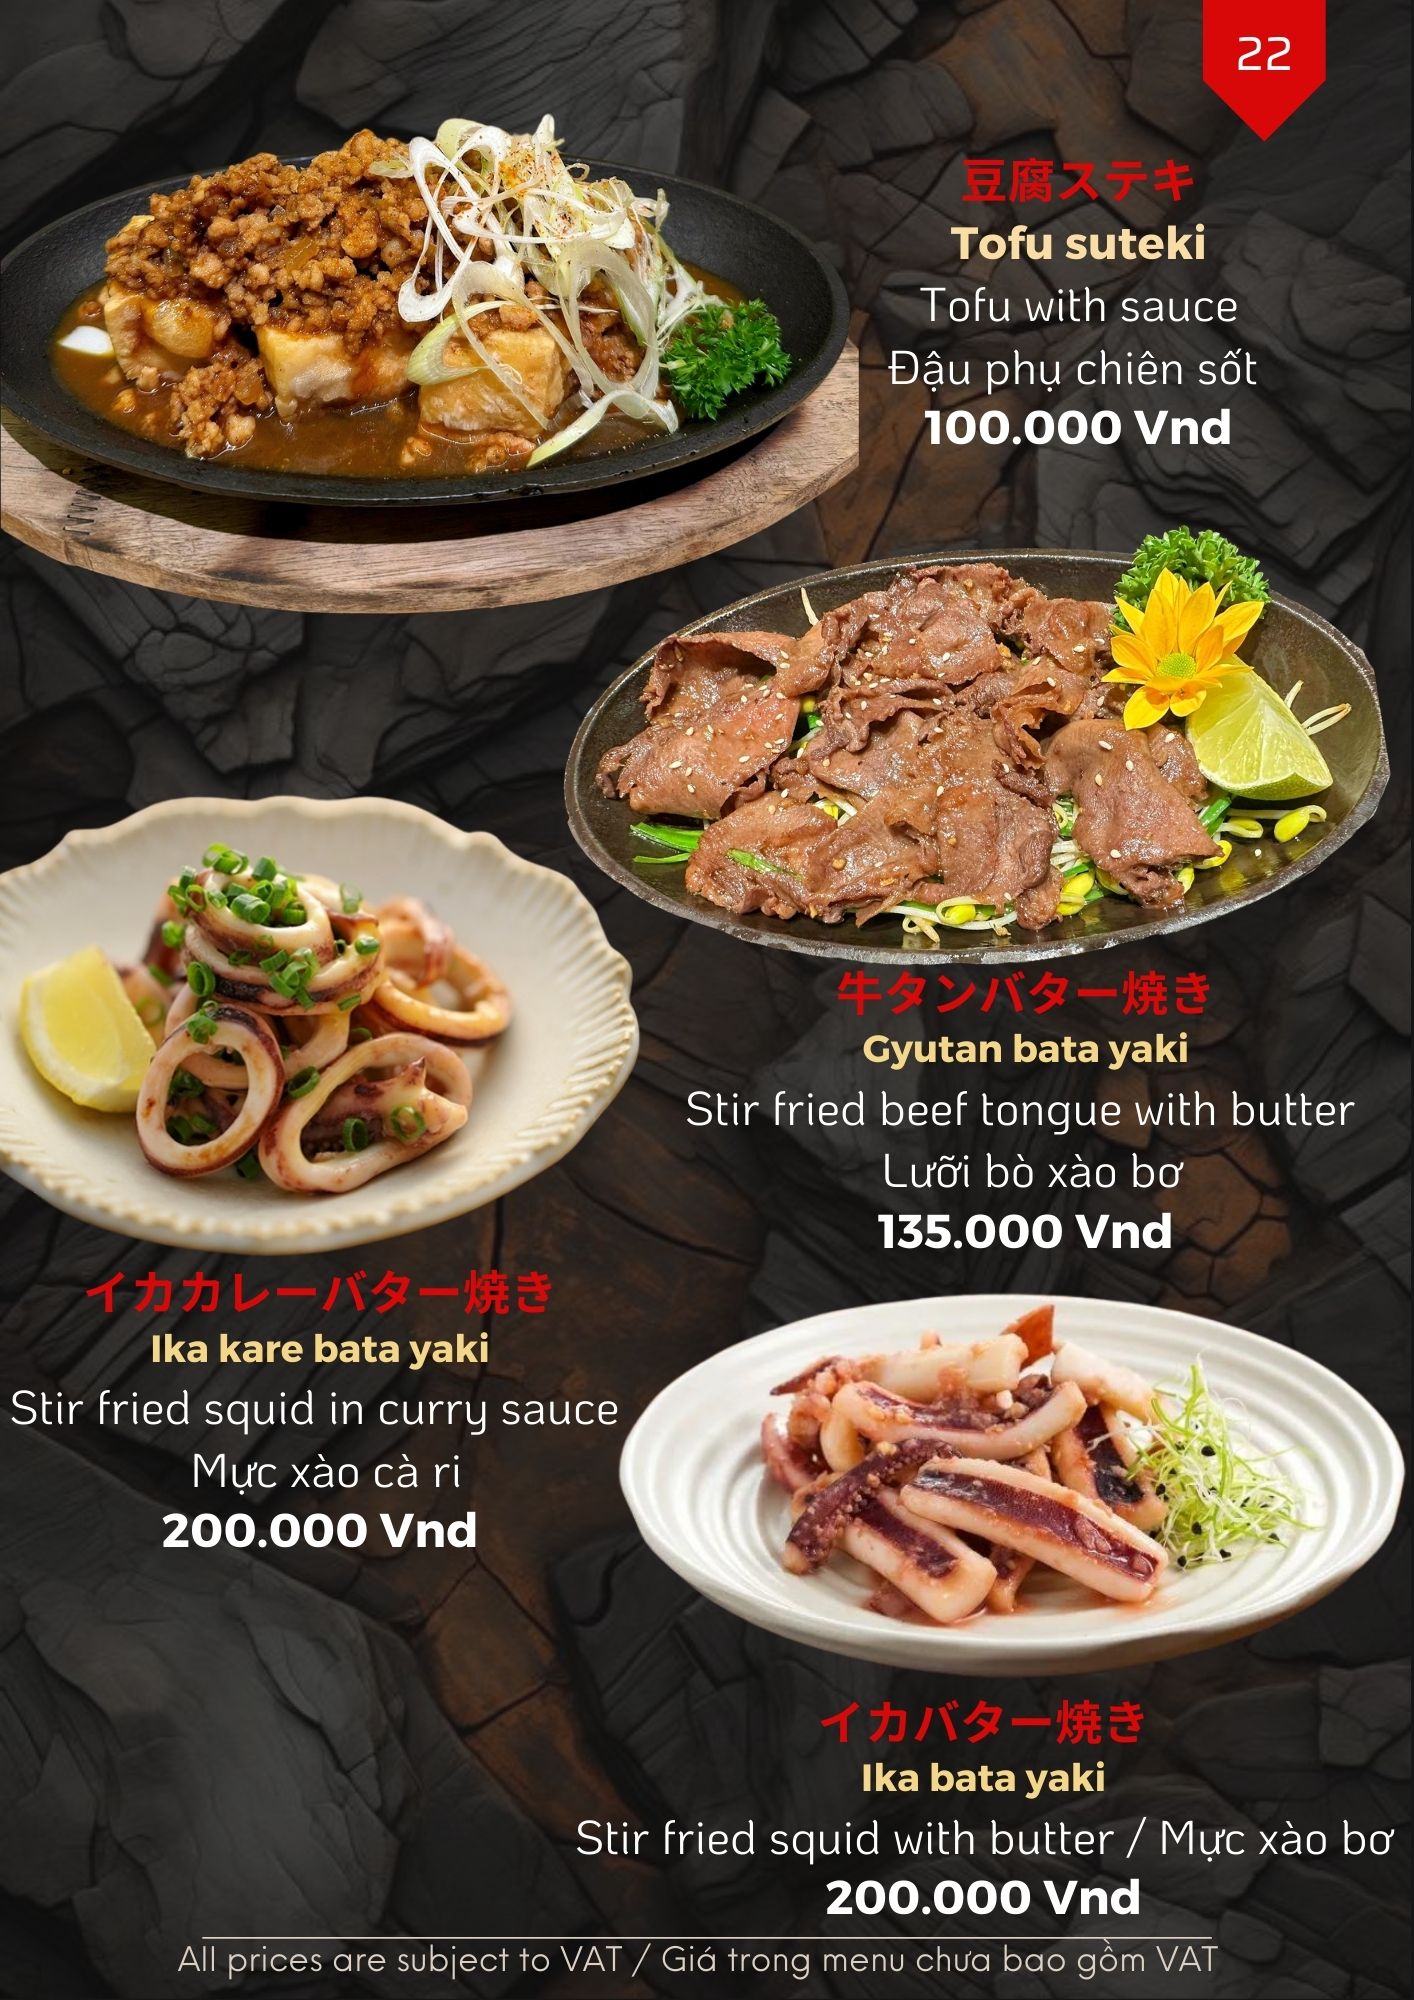 22
豆腐ステキ
Tofu suteki
Tofu with sauce
Đậu phụ chiên sốt
100.000 Vnd
牛タンバター焼き
Gyutan bata yaki
Stir fried beef tongue with butter
Lưỡi bò xào bơ
135.000 Vnd
イカカレーバター焼き
Ika kare bata yaki
Stir fried squid in curry sauce
Mực xào cà ri
200.000 Vnd
イカバター焼き
Ika bata yaki
Stir fried squid with butter / Mực xào bơ
200.000 Vnd
All prices are subject to VAT / Giá trong menu chưa bao gồm VAT